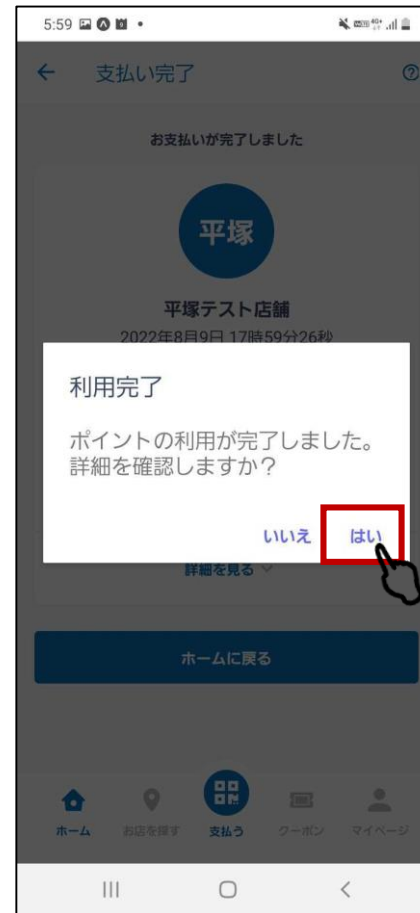 5:59
支払い完了
お支払いが完了しました
平塚
平塚テスト店舗
2022年8月9日 17時59分26秒
利用完了
ポイントの利用が完了しました。
詳細を確認しますか？
いいえ はい
詳細を見る
ホームに戻る
ホーム お店を探す 支払う クーポン マイページ